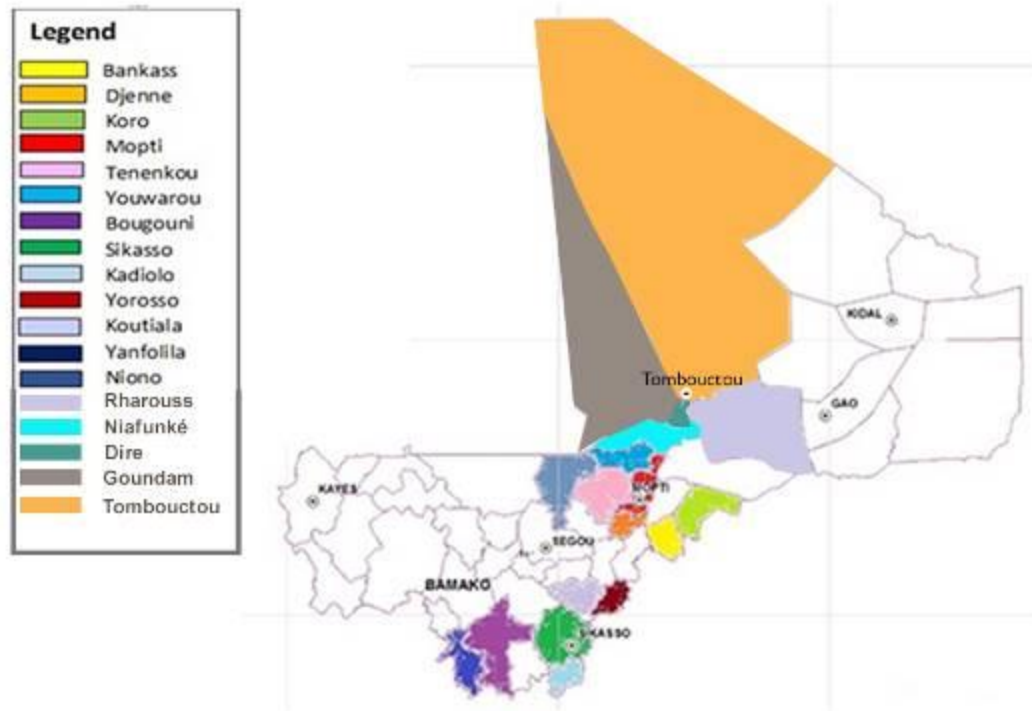 Legend
Bankass
Djenne
Koro
Mopti
Tenenkou
Youwarou
Bougouni
Sikasso
Kadiolo
Yorosso
Koutiala
Yanfolila
Niono
Rharouss
Niafunké
Dire
Goundam
Tombouctou
KIDAL
Tombouctou
GAO
KAYES
MOPTI
SEGOU
BAMAKO
SIKASSO